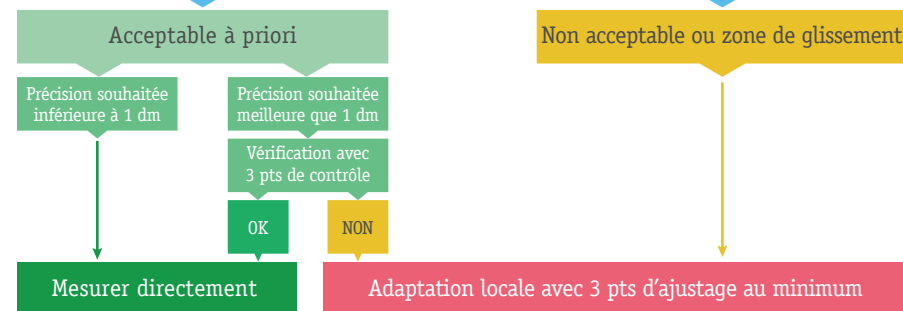 Acceptable à priori
Non acceptable ou zone de glissement
Précision souhaitée
inférieure à 1 dm
Précision souhaitée
meilleure que 1 dm
Vérification avec
3 pts de contrôle
OK
NON
Mesurer directement
Adaptation locale avec 3 pts d’ajustage au minimum